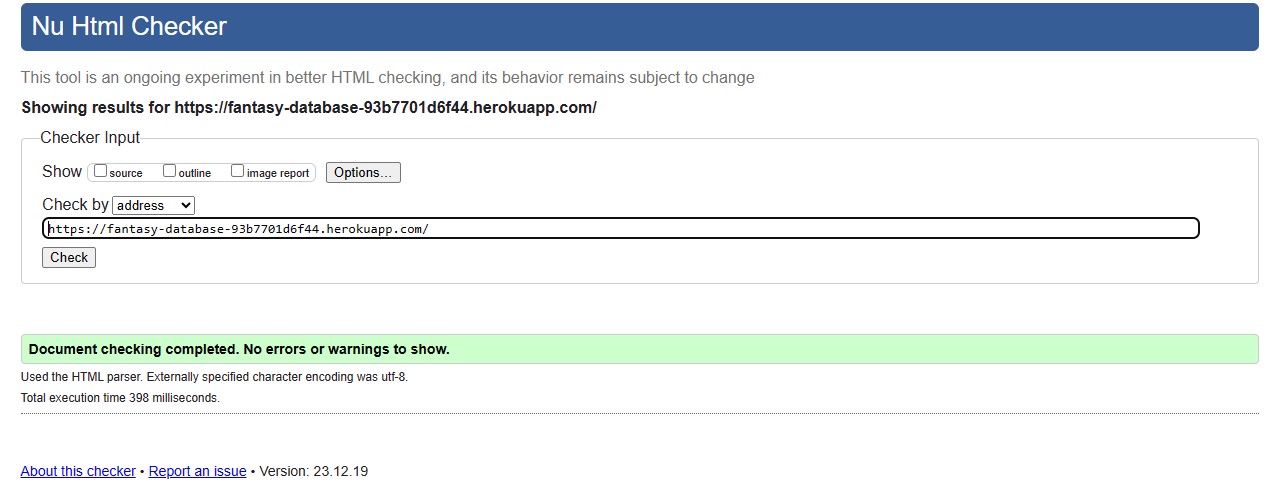 Nu Html Checker
This tool is an ongoing experiment in better HTML checking, and its behavior remains subject to change
Showing results for https://fantasy-database-93b7701d6f44.herokuapp.com/
Checker Input
Show source outline image report Options...
Check by address
https://fantasy-database-93b7701d6f44.herokuapp.com/
Check
Document checking completed. No errors or warnings to show.
Used the HTML parser. Externally specified character encoding was utf-8.
Total execution time 398 milliseconds.
About this checker • Report an issue • Version: 23.12.19